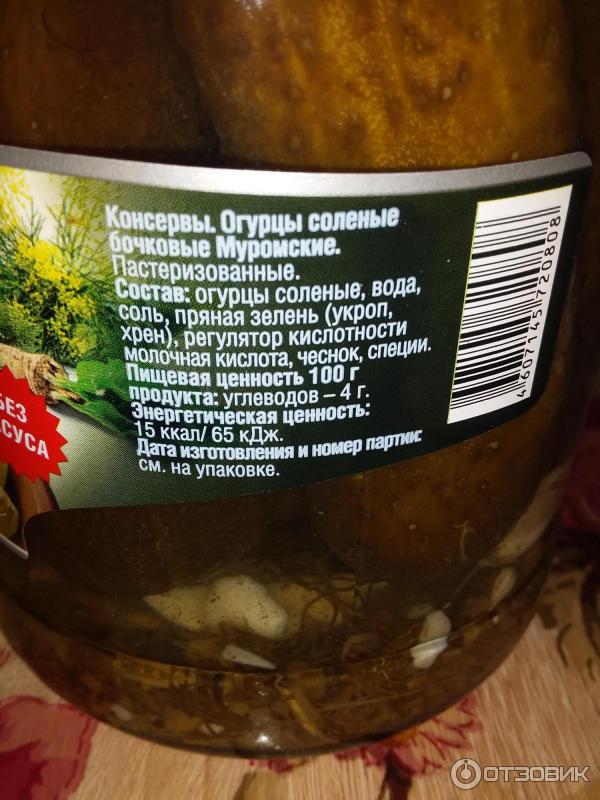 Консервы. Огурцы соленые
бочковые Муромские.
Пастеризованные.
Состав: огурцы соленые, вода,
соль, пряная зелень (укроп,
хрен), регулятор кислотности
молочная кислота, чеснок, специи.
Пищевая ценность 100 г
продукта: углеводов – 4 г.
Энергетическая ценность:
15 ккал/ 65 кДж.
Дата изготовления и номер партии:
см. на упаковке.
БЕЗ
4607145720808
ОТЗОВИК